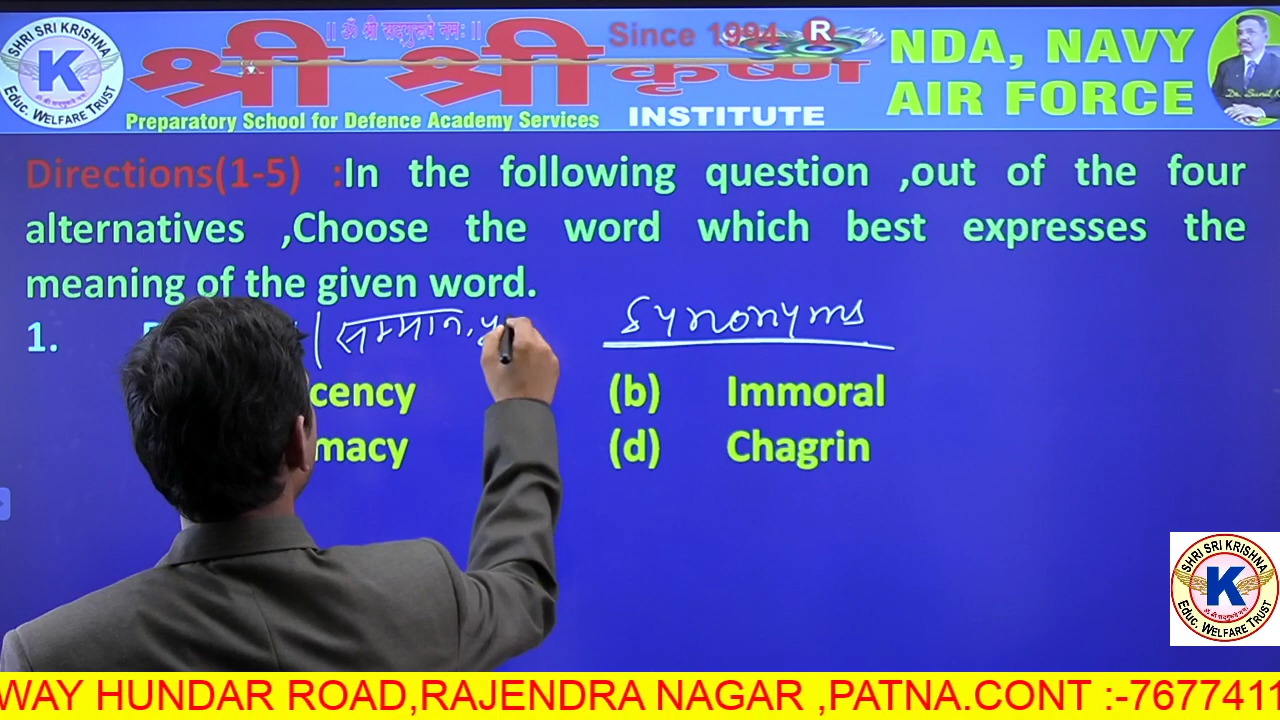 || ॐ श्री सद्गुरुवे नमः ||
SHRI SRI KRISHNA
K
Educ. WELFARE TRUST
श्री श्री कृष्ण
Since 1994
R
INSTITUTE
Preparatory School for Defence Academy Services
NDA, NAVY
AIR FORCE
Directions(1-5) :In the following question ,out of the four
alternatives ,Choose the word which best expresses the
meaning of the given word.
1. | सम्मान, Synonyms
cency (b) Immoral
macy (d) Chagrin
SHRI SRI KRISHNA
K
Educ. WELFARE TRUST
WAY HUNDAR ROAD,RAJENDRA NAGAR ,PATNA.CONT :-7677411